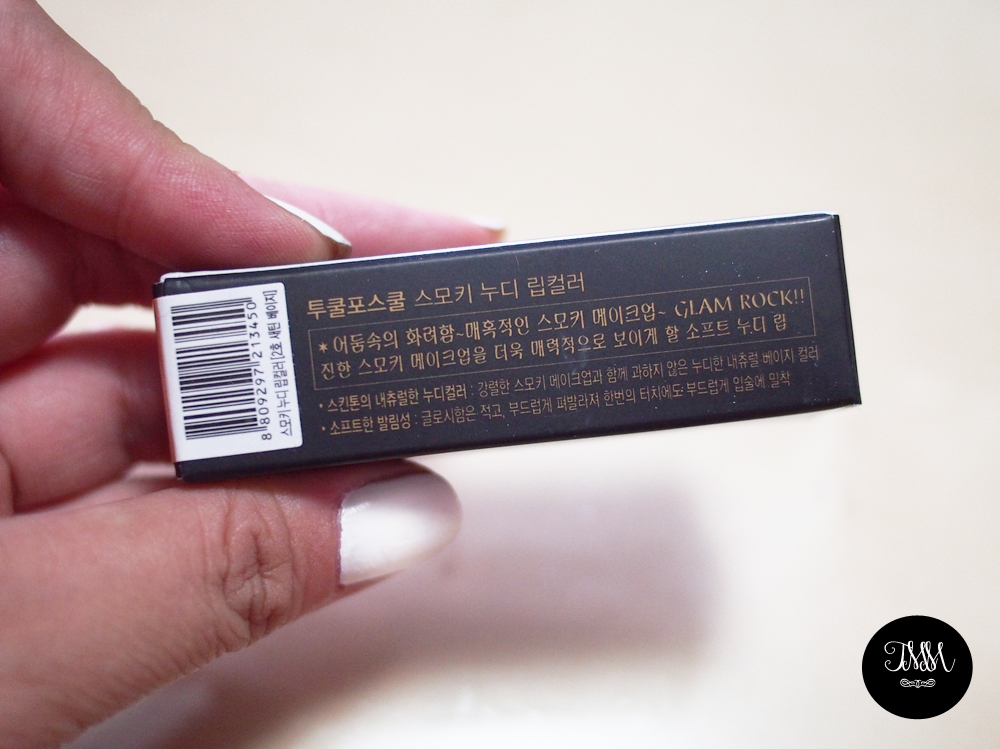 투쿨포스쿨 스모키 누디 립컬러
*어둠속의 화려함~매혹적인 스모키 메이크업~ GLAM ROCK!!
진한 스모키 메이크업을 더욱 매력적으로 보이게 할 소프트 누디 립
• 스킨톤의 내츄럴한 누디컬러 : 강렬한 스모키 메이크업과 함께 과하지 않은 누디한 내츄럴 베이지 컬러
• 소프트한 발림성 : 글로시함은 적고, 부드럽게 펴발라져 한번의 터치에도 부드럽게 입술에 밀착
8 809297 213450
스모키 누디 립컬러[2호 새틴 베이지]
TMM